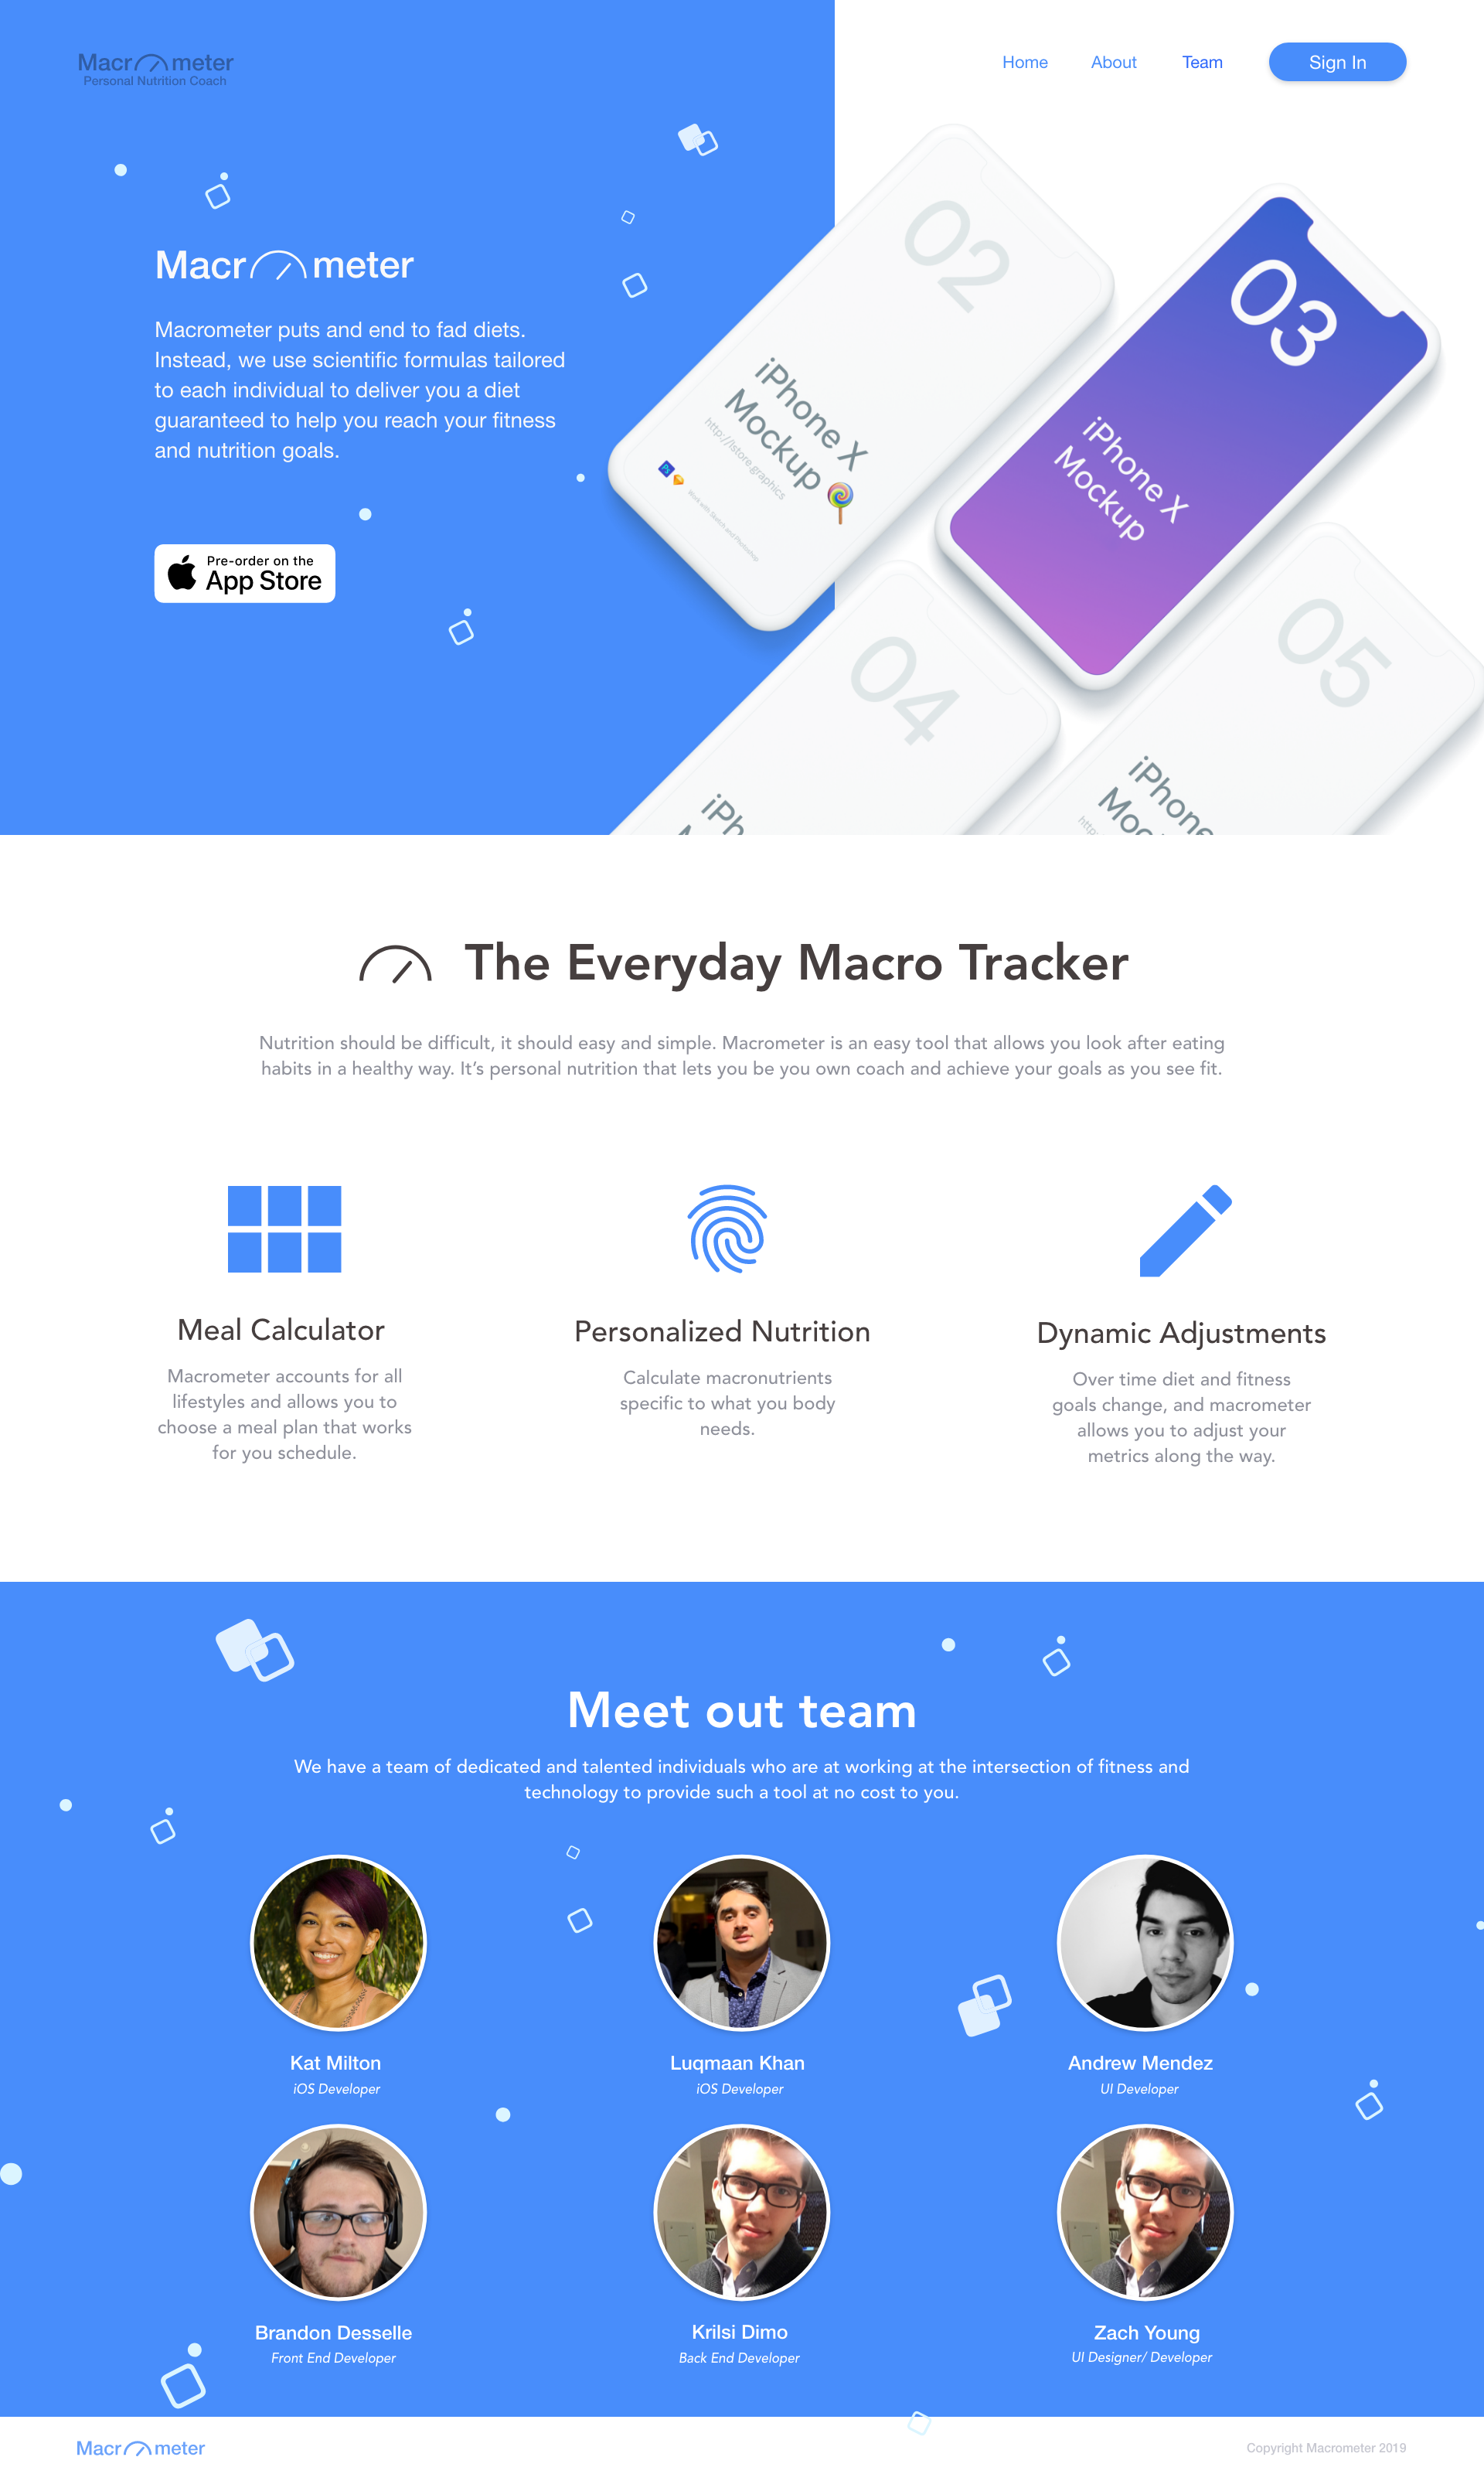 Macrometer
Personal Nutrition Coach
Home About Team Sign In
Macrometer
Macrometer puts and end to fad diets.
Instead, we use scientific formulas tailored
to each individual to deliver you a diet
guaranteed to help you reach your fitness
and nutrition goals.
Pre-order on the
App Store
02
iPhone X
Mockup
http://lstore.graphics
Work with Sketch and Photoshop
03
iPhone X
Mockup
04
iPh
05
iPhone
Moc
http:
The Everyday Macro Tracker
Nutrition should be difficult, it should easy and simple. Macrometer is an easy tool that allows you look after eating
habits in a healthy way. It’s personal nutrition that lets you be you own coach and achieve your goals as you see fit.
Meal Calculator
Macrometer accounts for all
lifestyles and allows you to
choose a meal plan that works
for you schedule.
Personalized Nutrition
Calculate macronutrients
specific to what you body
needs.
Dynamic Adjustments
Over time diet and fitness
goals change, and macrometer
allows you to adjust your
metrics along the way.
Meet out team
We have a team of dedicated and talented individuals who are at working at the intersection of fitness and
technology to provide such a tool at no cost to you.
Kat Milton
iOS Developer
Luqmaan Khan
iOS Developer
Andrew Mendez
UI Developer
Brandon Desselle
Front End Developer
Krilsi Dimo
Back End Developer
Zach Young
UI Designer/ Developer
Macrometer
Copyright Macrometer 2019